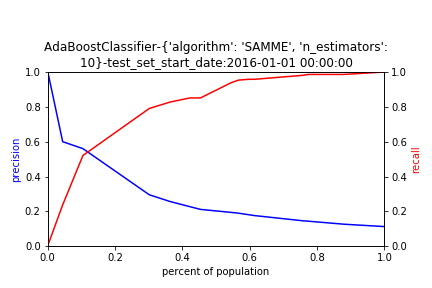 AdaBoostClassifier-{'algorithm': 'SAMME', 'n_estimators':
10}-test_set_start_date:2016-01-01 00:00:00
1.0
0.8
0.6
0.4
0.2
0.0
precision
1.0
0.8
0.6
0.4
0.2
0.0
recall
0.0 0.2 0.4 0.6 0.8 1.0
percent of population